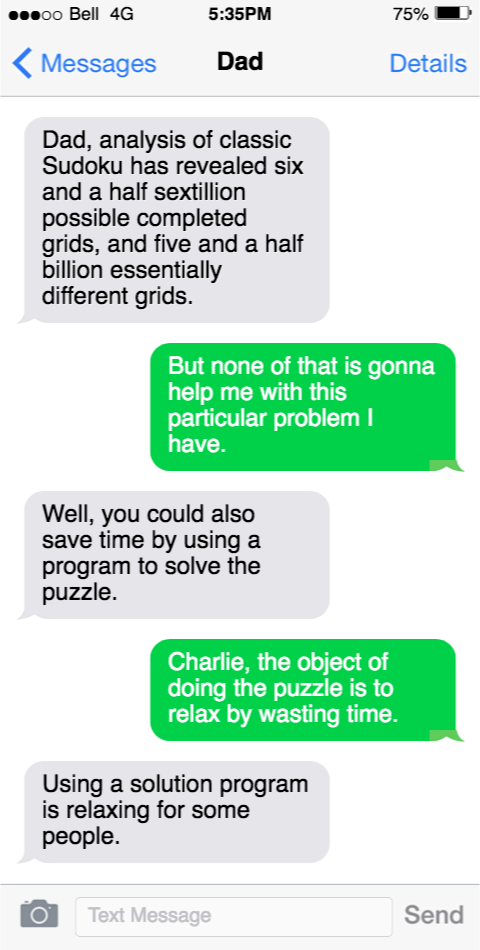 Bell 4G 5:35PM 75%
Messages Dad Details
Dad, analysis of classic
Sudoku has revealed six
and a half sextillion
possible completed
grids, and five and a half
billion essentially
different grids.
But none of that is gonna
help me with this
particular problem I
have.
Well, you could also
save time by using a
program to solve the
puzzle.
Charlie, the object of
doing the puzzle is to
relax by wasting time.
Using a solution program
is relaxing for some
people.
Text Message Send